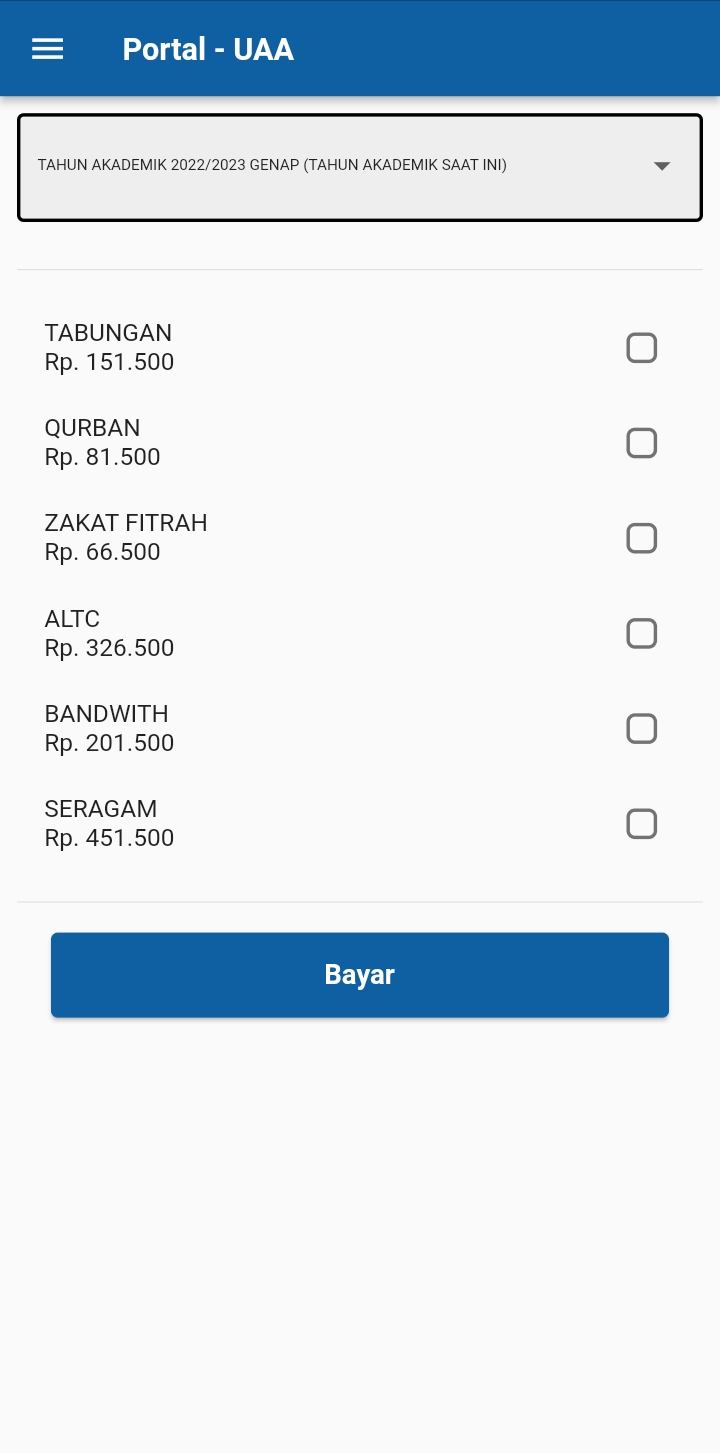 Portal - UAA
TAHUN AKADEMIK 2022/2023 GENAP (TAHUN AKADEMIK SAAT INI)
TABUNGAN
Rp. 151.500
QURBAN
Rp. 81.500
ZAKAT FITRAH
Rp. 66.500
ALTC
Rp. 326.500
BANDWITH
Rp. 201.500
SERAGAM
Rp. 451.500
Bayar